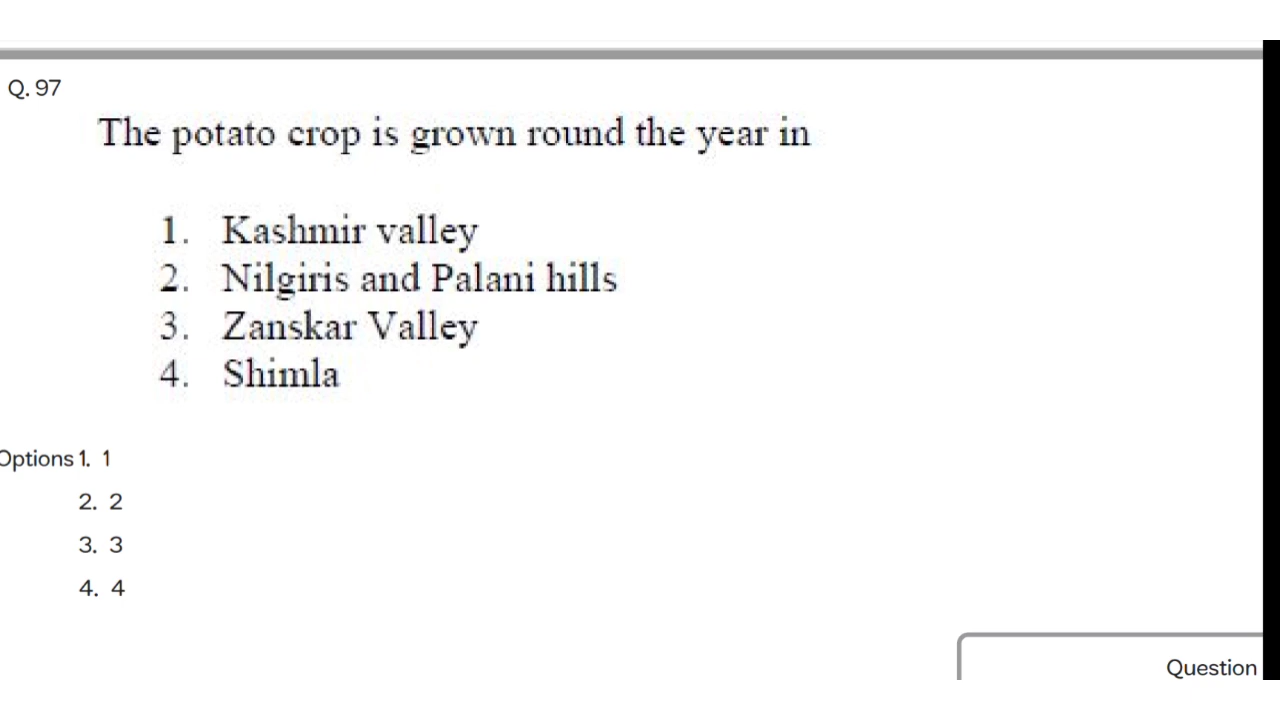 Q. 97
The potato crop is grown round the year in
1. Kashmir valley
2. Nilgiris and Palani hills
3. Zanskar Valley
4. Shimla
Options 1. 1
2. 2
3. 3
4. 4
Question